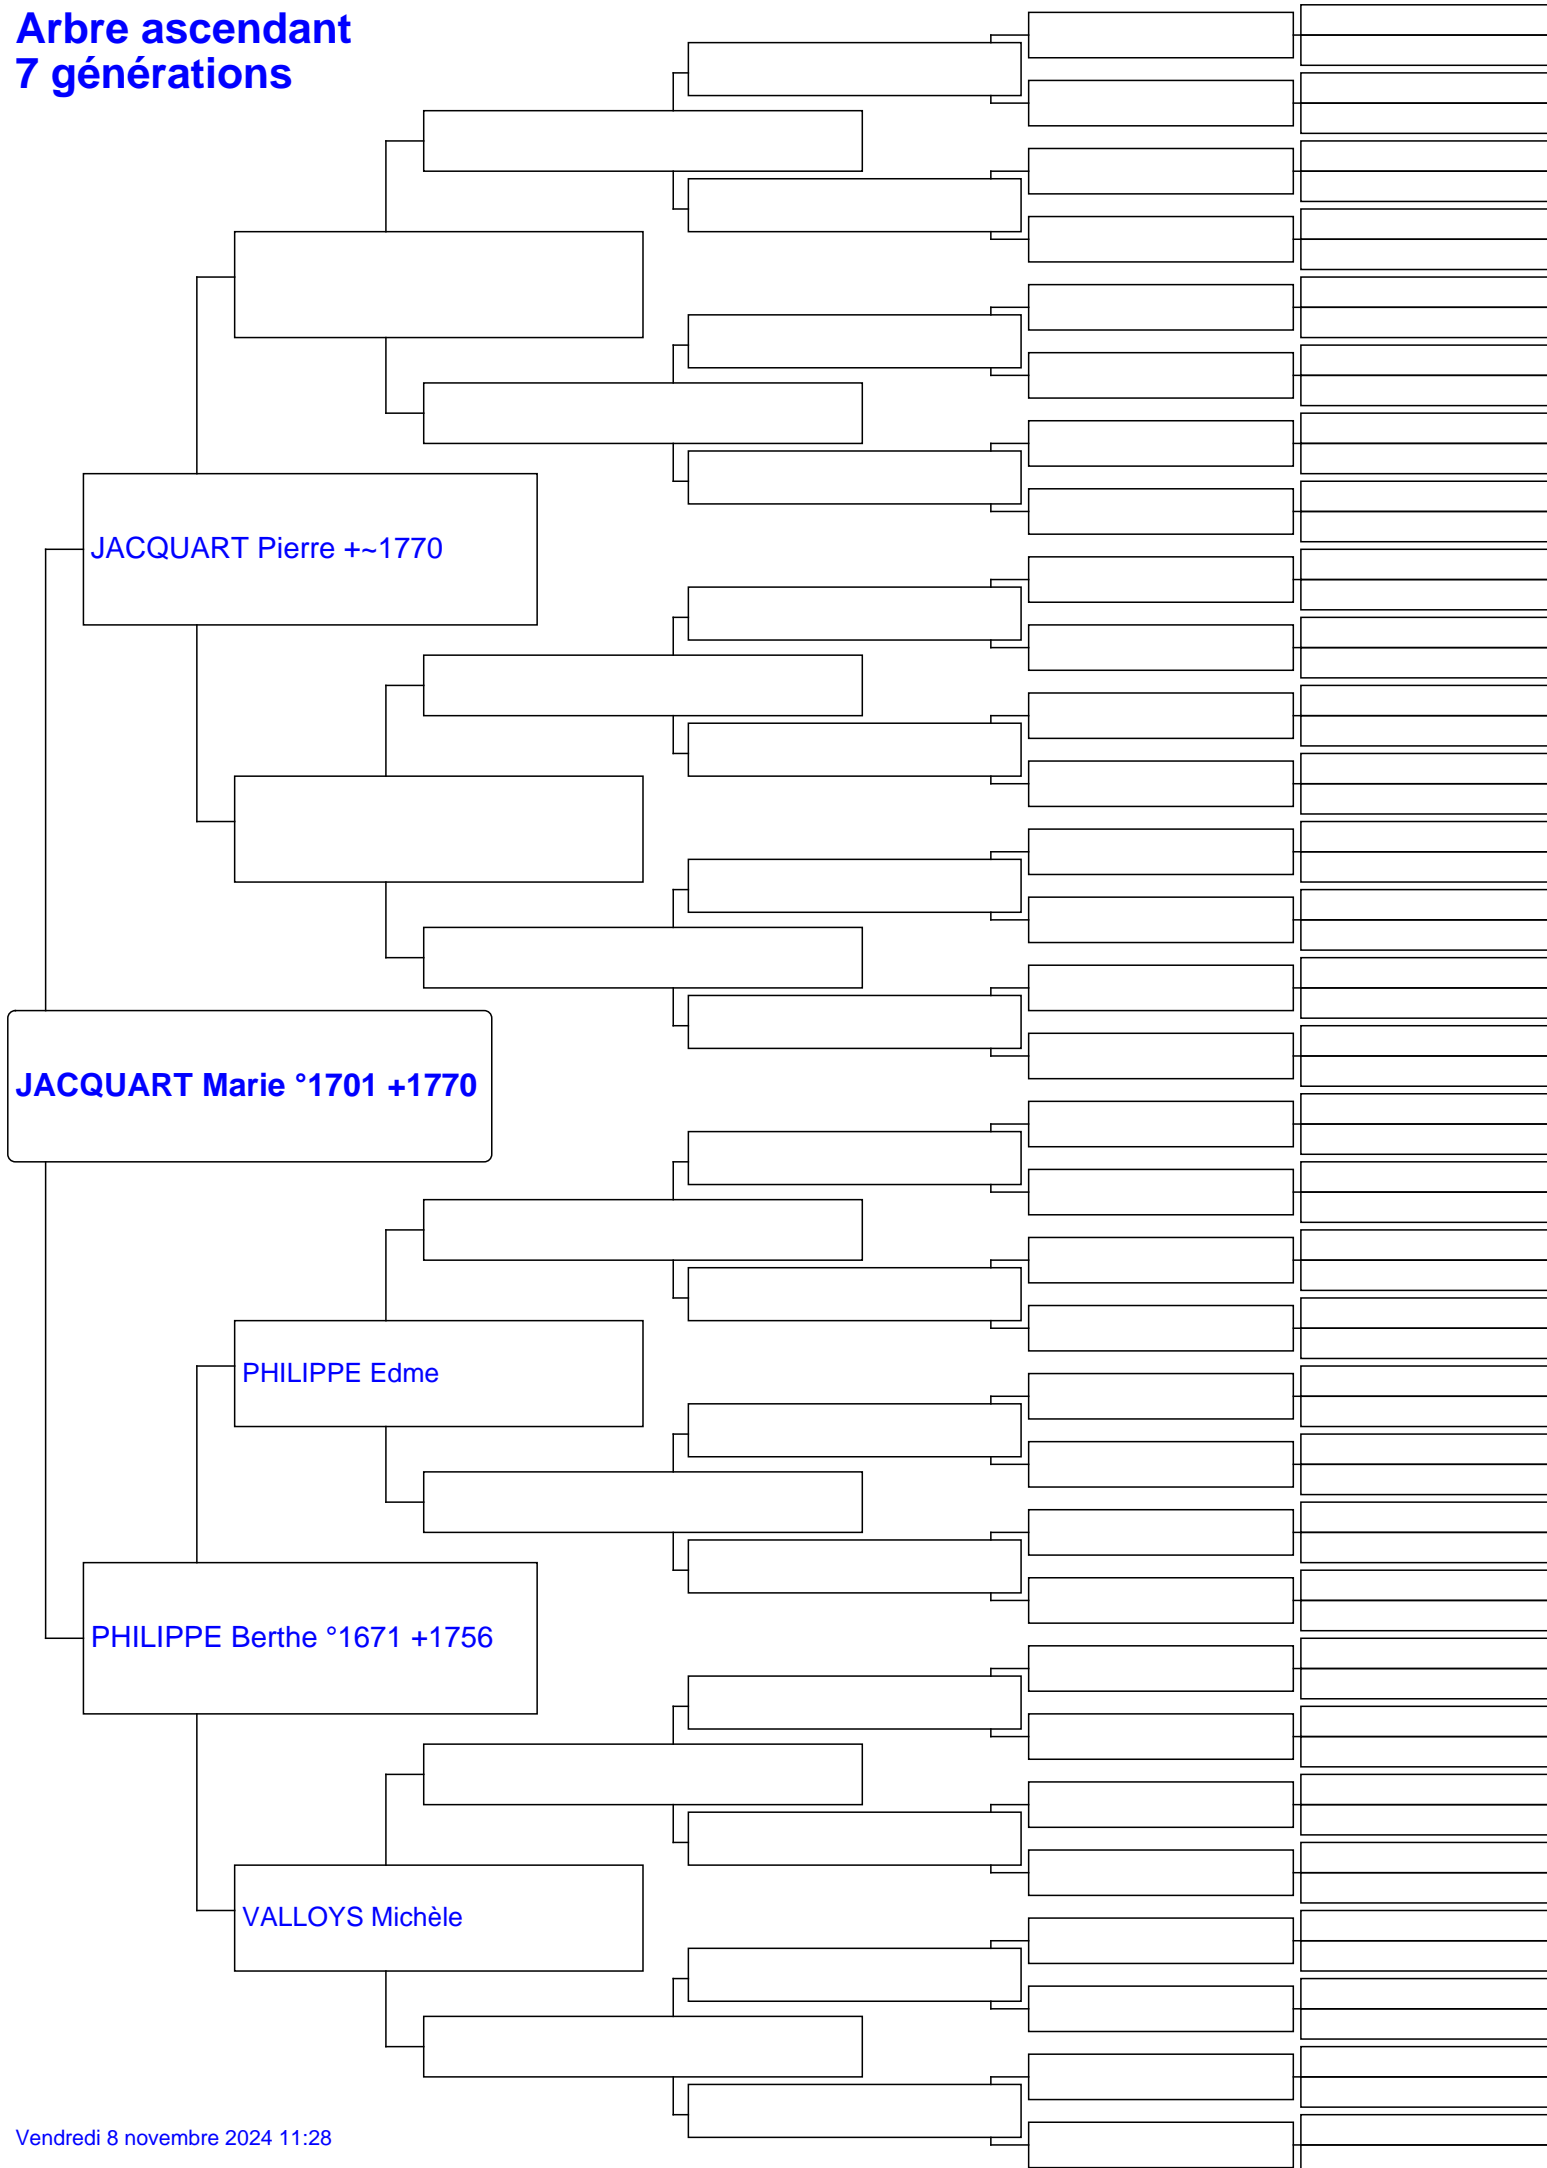 Arbre ascendant
7 générations
JACQUART Pierre +~1770
JACQUART Marie °1701 +1770
PHILIPPE Edme
PHILIPPE Berthe °1671 +1756
VALLOYS Michèle
Vendredi 8 novembre 2024 11:28